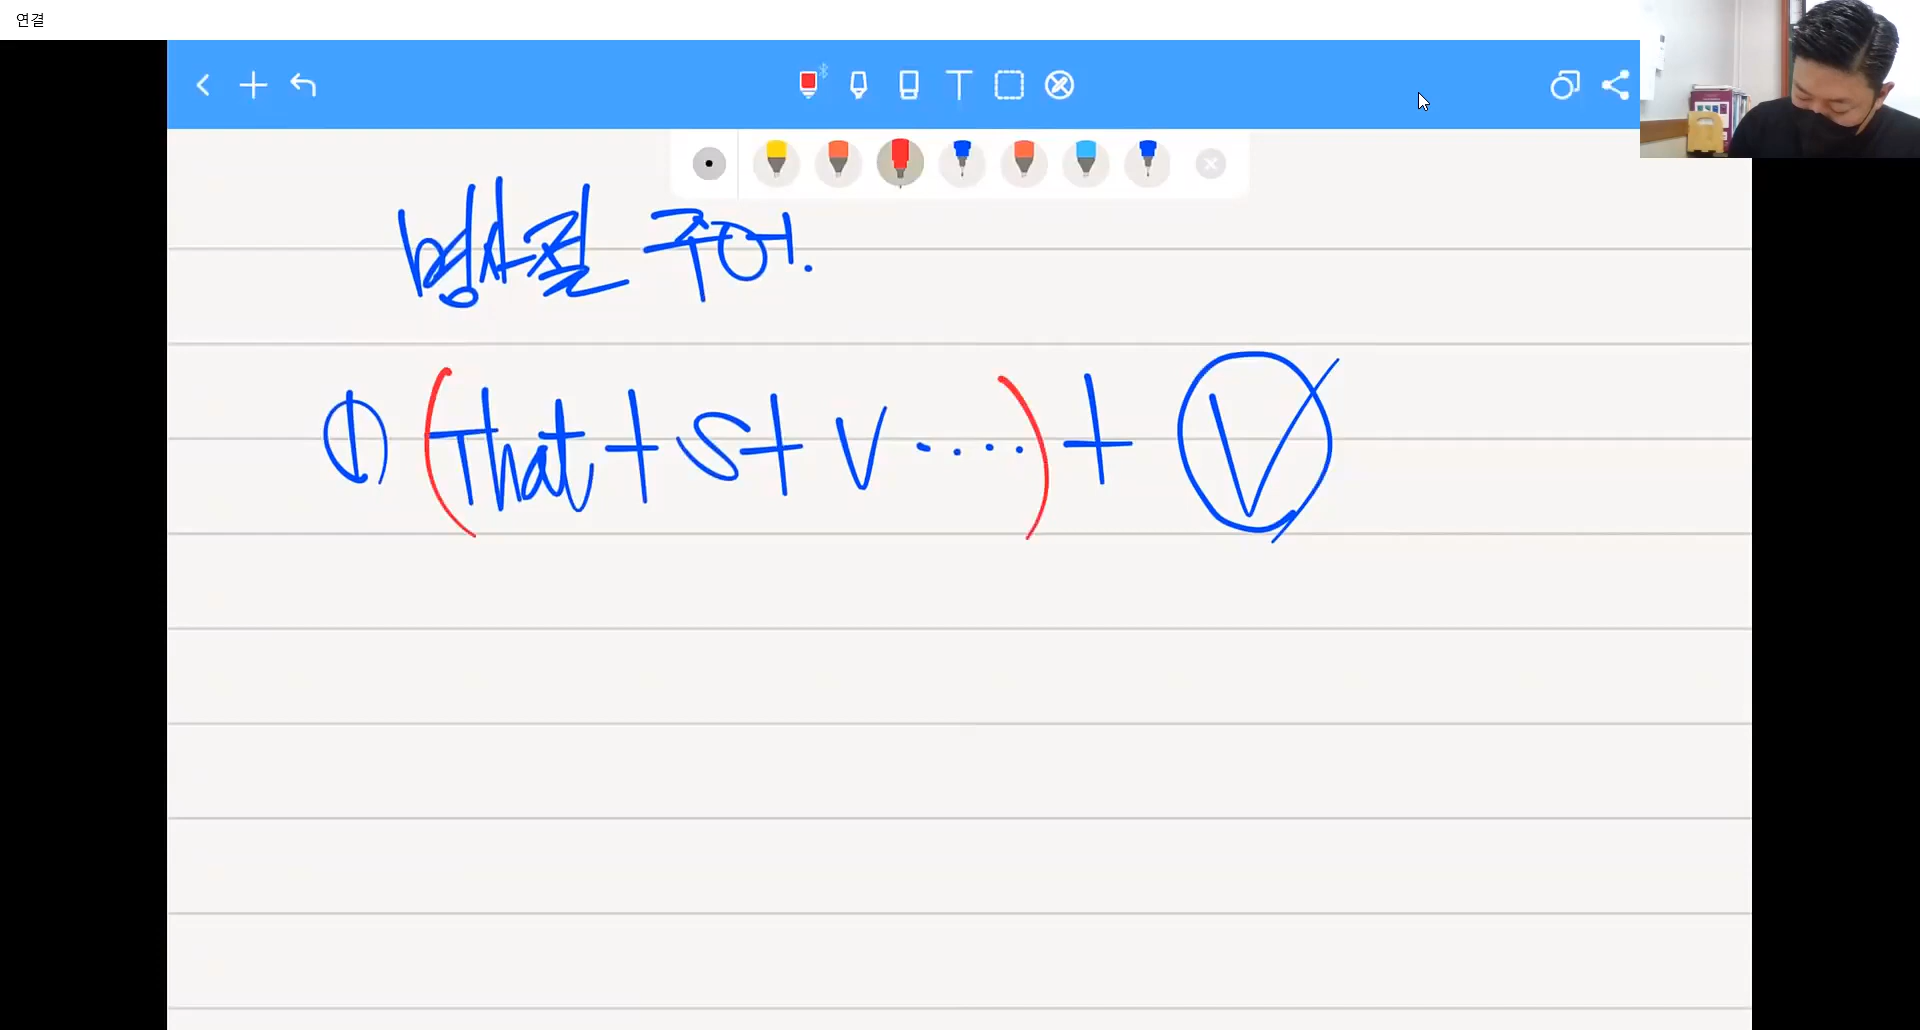 연결
명사절 주어.
① (That + S + V ····) + V